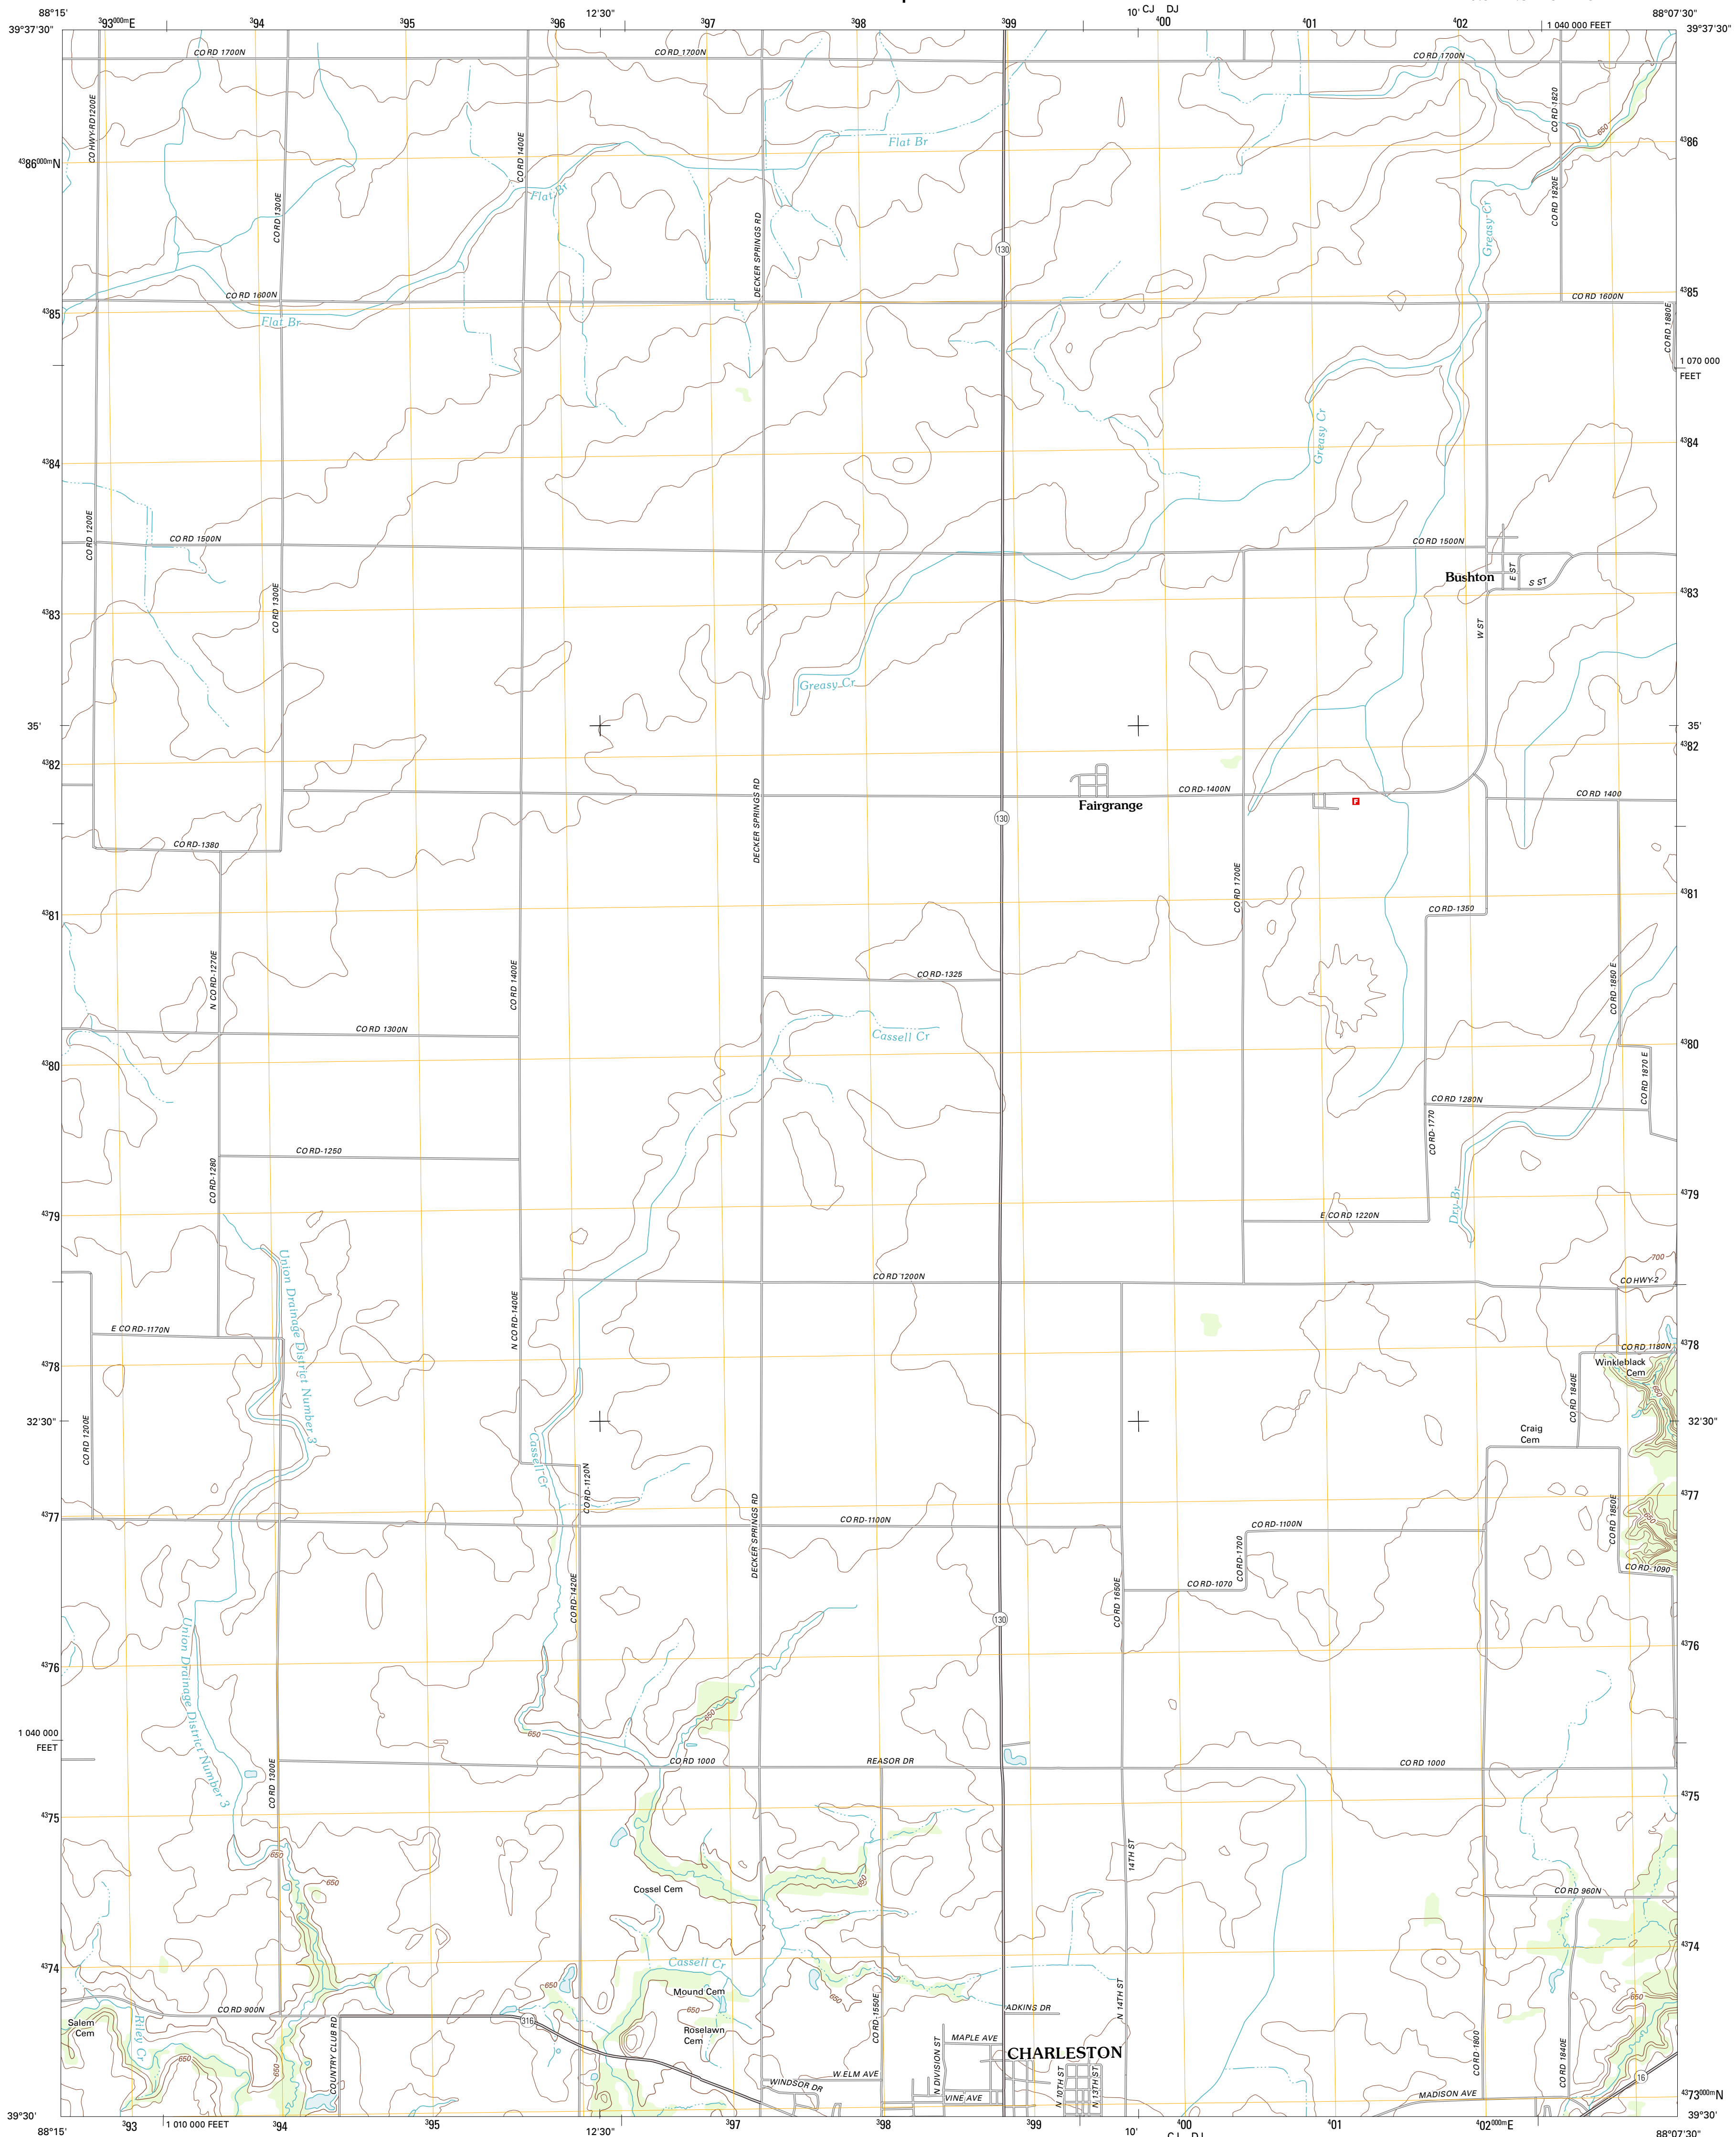 88°15'
³93⁰⁰⁰ᵐE
³94
³95
³96
12'30"
³97
³98
³99
10'
CJ DJ
⁴00
⁴01
⁴02
1 040 000 FEET
88°07'30"
39°37'30"
39°37'30"
CO RD 1700N
CO RD 1700N
CO RD 1700N
CO HWY-RD1200E
CO RD 1400E
CO RD 1820
650
⁴³86⁰⁰⁰ᵐN
⁴³86
Flat Br
Flat Br
CO RD 1300E
DECKER SPRINGS RD
130
Greasy Cr
CO RD 1820E
CO RD 1600N
CO RD 1600N
⁴³85
⁴³85
Flat Br
CO RD 1880E
1 070 000
FEET
Greasy Cr
⁴³84
⁴³84
CO RD 1200E
CO RD 1500N
CO RD 1500N
Bushton
E ST
S ST
⁴³83
⁴³83
CO RD 1300E
W ST
Greasy Cr
35'
35'
⁴³82
⁴³82
DECKER SPRINGS RD
CO RD-1400N
CO RD 1400
Fairgrange
F
130
CO RD-1380
CO RD 1700E
⁴³81
⁴³81
CO RD-1350
N CO RD-1270E
CO RD 1400E
CO RD-1325
CO RD 1850 E
CO RD 1300N
Cassell Cr
⁴³80
⁴³80
CO RD 1870 E
CO RD 1280N
CO RD-1770
CO RD-1250
CO RD-1280
⁴³79
⁴³79
E CO RD 1220N
Dry Br
Union Drainage District Number 3
700
CO RD 1200N
CO HWY-2
E CO RD-1170N
N CO RD-1400E
⁴³78
⁴³78
CO RD 1180N
Winkleblack
Cem
650
CO RD 1840E
32'30"
32'30"
CO RD 1200E
Craig
Cem
Cassell Cr
CO RD-1120N
DECKER SPRINGS RD
⁴³77
⁴³77
CO RD-1100N
CO RD-1100N
CO RD 1850E
650
CO RD-1700
CO RD-1090
CO RD-1070
CO RD-1420E
CO RD 1650E
130
Union Drainage District Number 3
⁴³76
⁴³76
650
650
1 040 000
FEET
CO RD 1000
REASOR DR
CO RD 1000
CO RD 1300E
⁴³75
⁴³75
14TH ST
650
650
650
Cossel Cem
CO RD 960N
⁴³74
⁴³74
Cassell Cr
650
Mound Cem
650
650
650
CO RD 900N
N 14TH ST
ADKINS DR
316
Salem
Cem
Riley Cr
Roselawn
Cem
CO RD-1550E
650
650
COUNTRY CLUB RD
MAPLE AVE
CHARLESTON
N DIVISION ST
W ELM AVE
WINDSOR DR
VINE AVE
N 10TH ST
N 13TH ST
CO RD 1800
CO RD 1840E
16
MADISON AVE
⁴³73⁰⁰⁰ᵐN
39°30'
39°30'
88°15'
³93
1 010 000 FEET
³94
³95
12'30"
³97
³98
³99
10'
CJ DJ
⁴00
⁴01
⁴02⁰⁰⁰ᵐE
88°07'30"